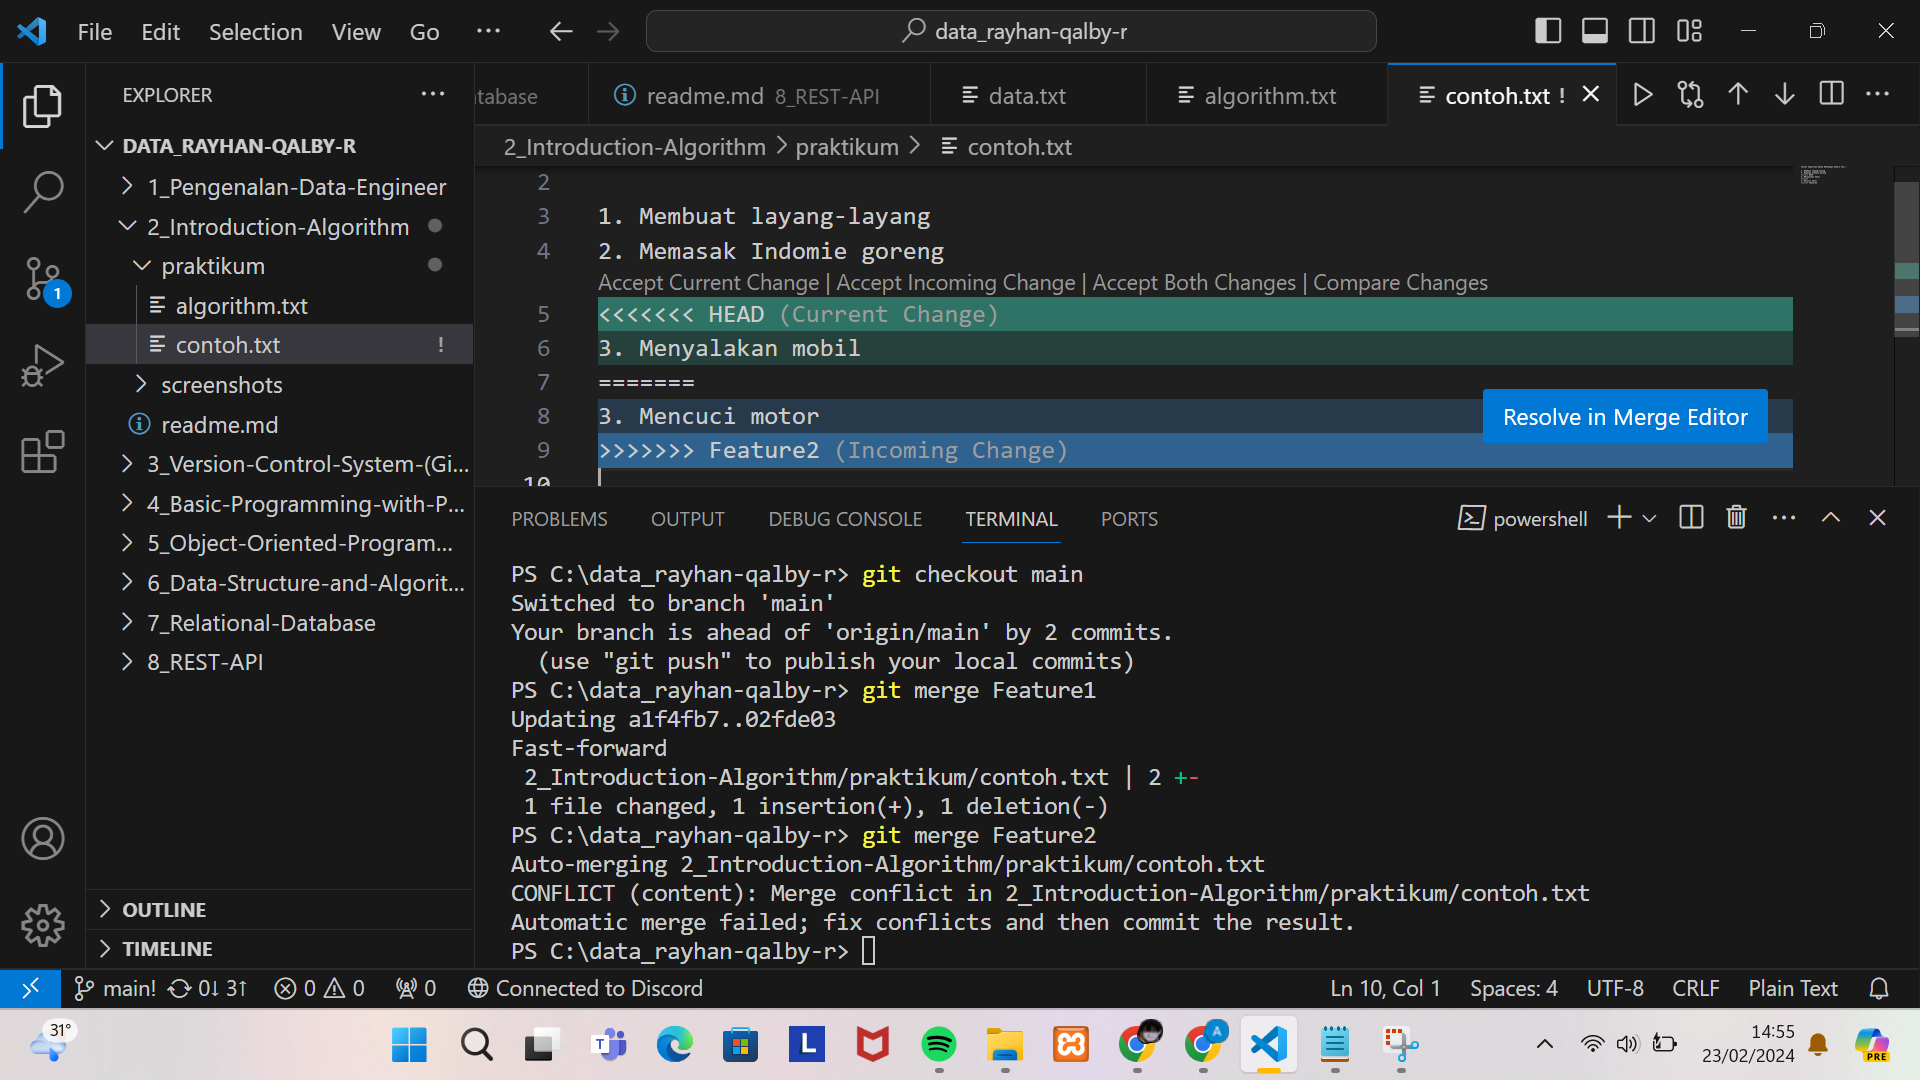 File Edit Selection View Go ··· data_rayhan-qalby-r
EXPLORER ···
tabase readme.md 8_REST-API data.txt algorithm.txt contoh.txt !
DATA_RAYHAN-QALBY-R
1_Pengenalan-Data-Engineer
2_Introduction-Algorithm
praktikum
algorithm.txt
contoh.txt !
screenshots
readme.md
3_Version-Control-System-(Gi...
4_Basic-Programming-with-P...
5_Object-Oriented-Program...
6_Data-Structure-and-Algorit...
7_Relational-Database
8_REST-API
OUTLINE
TIMELINE
1
2_Introduction-Algorithm > praktikum > contoh.txt
2
3 1. Membuat layang-layang
4 2. Memasak Indomie goreng
Accept Current Change | Accept Incoming Change | Accept Both Changes | Compare Changes
5 <<<<<<< HEAD (Current Change)
6 3. Menyalakan mobil
7 =======
8 3. Mencuci motor
9 >>>>>>> Feature2 (Incoming Change)
10
Resolve in Merge Editor
PROBLEMS OUTPUT DEBUG CONSOLE TERMINAL PORTS powershell
PS C:\data_rayhan-qalby-r> git checkout main
Switched to branch 'main'
Your branch is ahead of 'origin/main' by 2 commits.
(use "git push" to publish your local commits)
PS C:\data_rayhan-qalby-r> git merge Feature1
Updating a1f4fb7..02fde03
Fast-forward
2_Introduction-Algorithm/praktikum/contoh.txt | 2 +-
1 file changed, 1 insertion(+), 1 deletion(-)
PS C:\data_rayhan-qalby-r> git merge Feature2
Auto-merging 2_Introduction-Algorithm/praktikum/contoh.txt
CONFLICT (content): Merge conflict in 2_Introduction-Algorithm/praktikum/contoh.txt
Automatic merge failed; fix conflicts and then commit the result.
PS C:\data_rayhan-qalby-r>
main! 0↓ 3↑ 0 0 0 Connected to Discord Ln 10, Col 1 Spaces: 4 UTF-8 CRLF Plain Text
31° T L A 14:55
23/02/2024
PRE